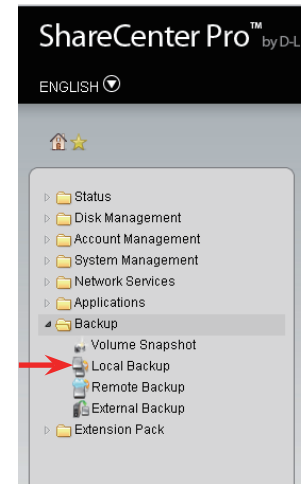 ShareCenter Pro™ by D-L
ENGLISH
Status
Disk Management
Account Management
System Management
Network Services
Applications
Backup
Volume Snapshot
Local Backup
Remote Backup
External Backup
Extension Pack